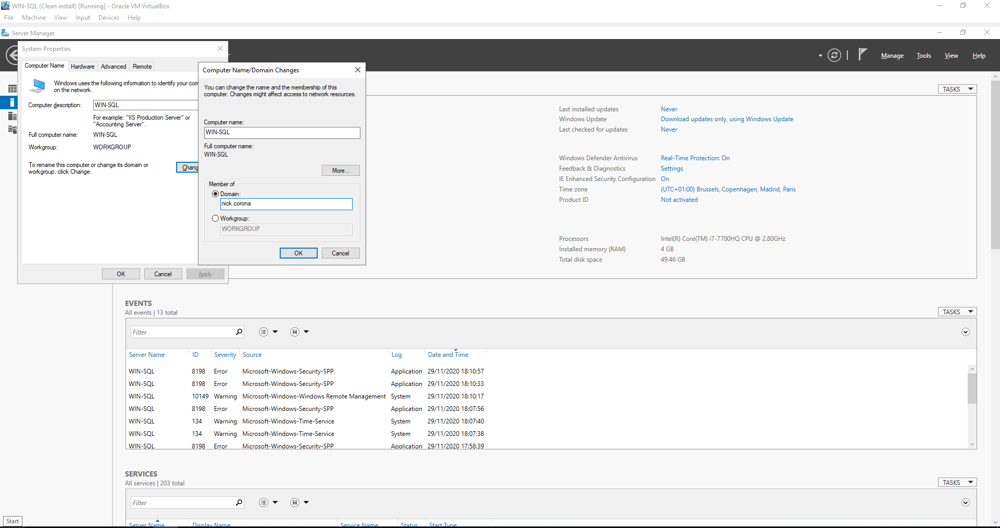 WIN-SQL (Clean install) [Running] - Oracle VM VirtualBox
File Machine View Input Devices Help
Server Manager
Manage Tools View Help
System Properties
Computer Name Hardware Advanced Remote
Windows uses the following information to identify your com
on the network.
Computer description: WIN-SQL
For example: "IIS Production Server" or
"Accounting Server".
Full computer name: WIN-SQL
Workgroup: WORKGROUP
To rename this computer or change its domain or
workgroup, click Change.
Chang
OK Cancel Apply
Computer Name/Domain Changes
You can change the name and the membership of this
computer. Changes might affect access to network resources.
Computer name:
WIN-SQL
Full computer name:
WIN-SQL
More...
Member of
Domain:
nick.corona
Workgroup:
WORKGROUP
OK Cancel
TASKS
Last installed updates Never
Windows Update Download updates only, using Windows Update
Last checked for updates Never
Windows Defender Antivirus Real-Time Protection: On
Feedback & Diagnostics Settings
IE Enhanced Security Configuration On
Time zone (UTC+01:00) Brussels, Copenhagen, Madrid, Paris
Product ID Not activated
Processors Intel(R) Core(TM) i7-7700HQ CPU @ 2.80GHz
Installed memory (RAM) 4 GB
Total disk space 49.46 GB
EVENTS
All events | 13 total
TASKS
Filter
Server Name ID Severity Source Log Date and Time
WIN-SQL 8198 Error Microsoft-Windows-Security-SPP Application 29/11/2020 18:10:57
WIN-SQL 8198 Error Microsoft-Windows-Security-SPP Application 29/11/2020 18:10:33
WIN-SQL 10149 Warning Microsoft-Windows-Windows Remote Management System 29/11/2020 18:10:17
WIN-SQL 8198 Error Microsoft-Windows-Security-SPP Application 29/11/2020 18:07:56
WIN-SQL 134 Warning Microsoft-Windows-Time-Service System 29/11/2020 18:07:40
WIN-SQL 134 Warning Microsoft-Windows-Time-Service System 29/11/2020 18:07:38
WIN-SQL 8198 Error Microsoft-Windows-Security-SPP Application 29/11/2020 17:58:39
SERVICES
All services | 203 total
TASKS
Filter
Server Name Display Name Service Name Status Start Type
Start